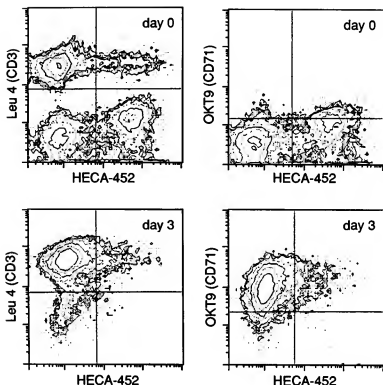 Leu 4 (CD3)
day 0
HECA-452
OKT9 (CD71)
day 0
HECA-452
Leu 4 (CD3)
day 3
HECA-452
OKT9 (CD71)
day 3
HECA-452